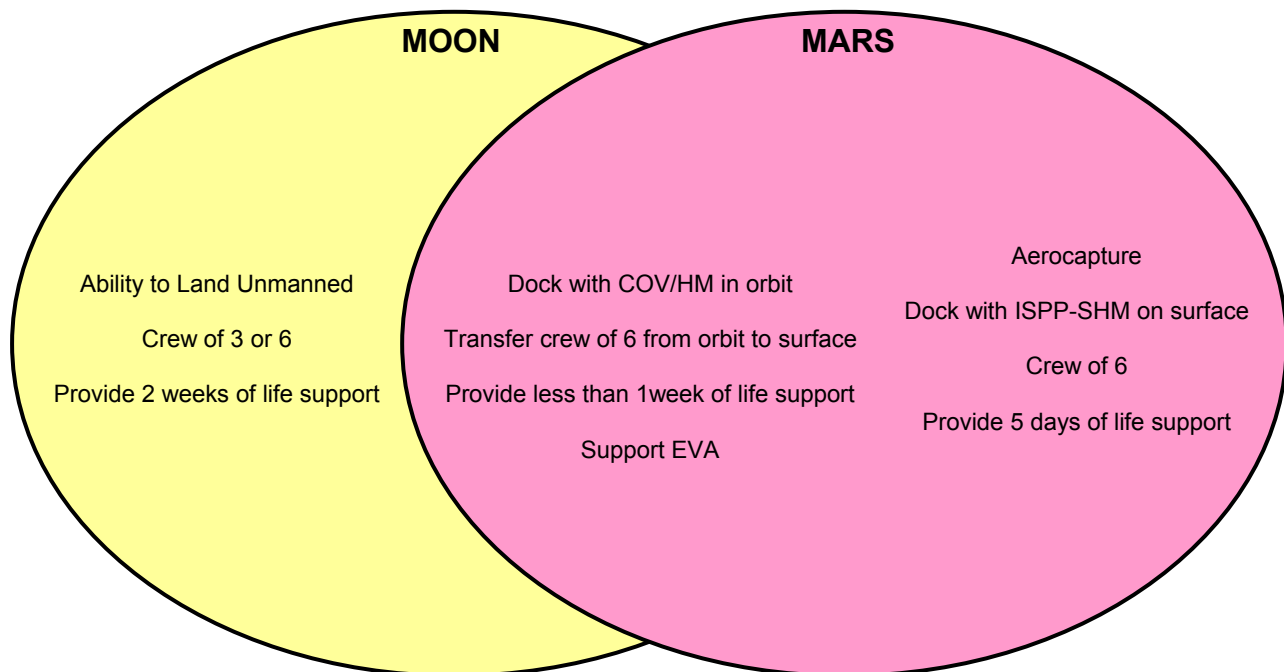 MOON
MARS
Ability to Land Unmanned
Crew of 3 or 6
Provide 2 weeks of life support
Dock with COV/HM in orbit
Transfer crew of 6 from orbit to surface
Provide less than 1week of life support
Support EVA
Aerocapture
Dock with ISPP-SHM on surface
Crew of 6
Provide 5 days of life support